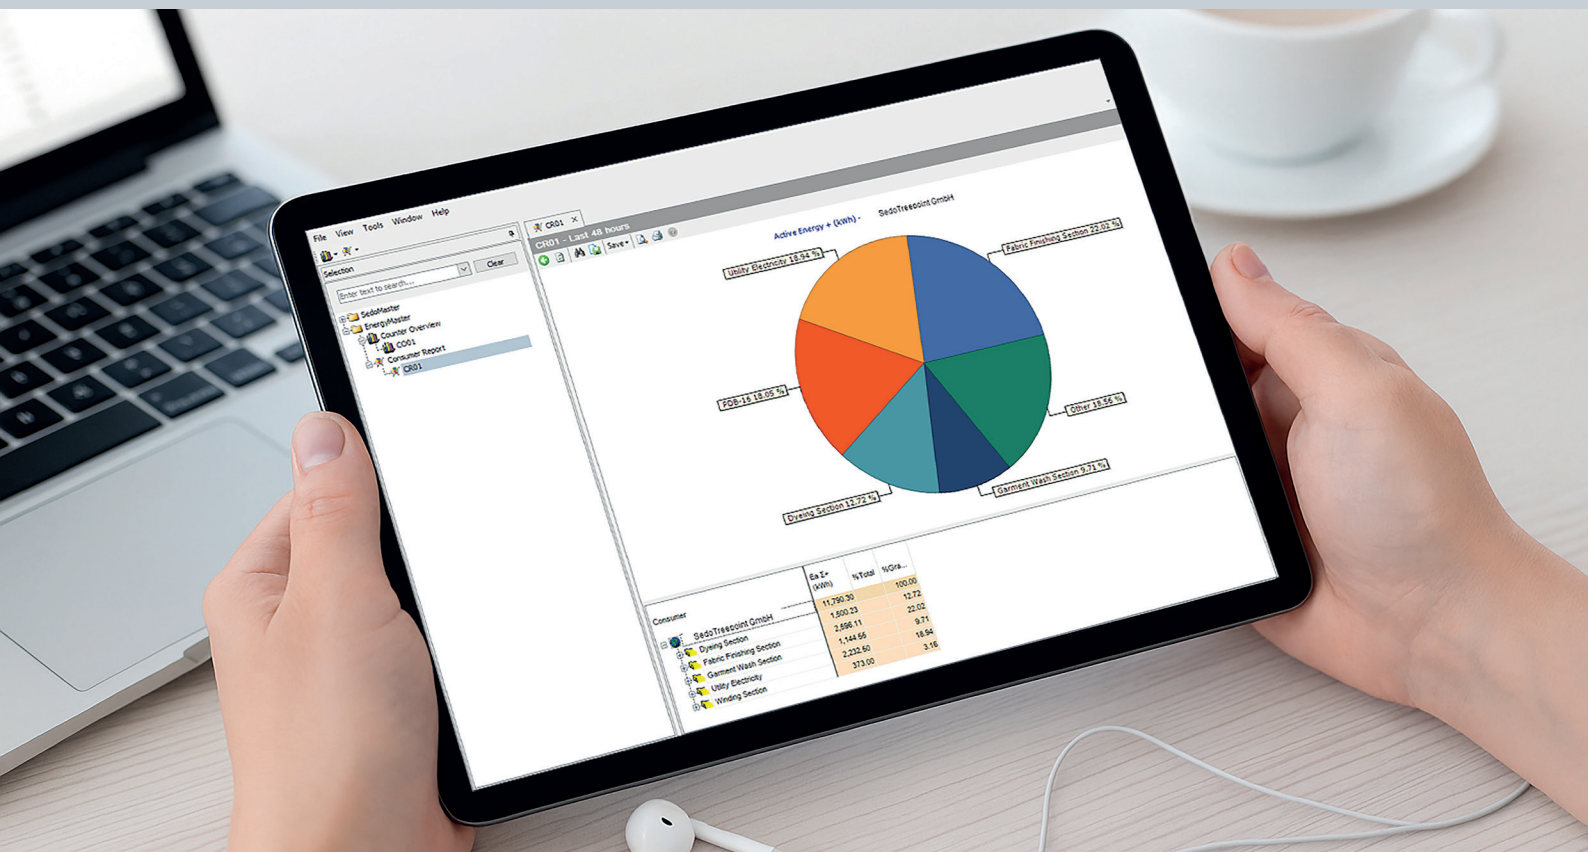 File View Tools Window Help
Selection
Enter text to search... Clear
SedoMaster
EnergyMaster
Counter Overview
CO01
Consumer Report
CR01
CR01 X
CR01 - Last 48 hours
Save
Active Energy + (kWh) - SedoTreepoint GmbH
Utility Electricity 18.94 %
Fabric Finishing Section 22.02 %
PDB-16 18.05 %
Other 18.56 %
Garment Wash Section 9.71 %
Dyeing Section 12.72 %
Consumer Ea Σ+ (kWh) %Total %Gra...
SedoTreepoint GmbH 11,790.30 100.00
Dyeing Section 1,500.23 12.72
Fabric Finishing Section 2,596.11 22.02
Garment Wash Section 1,144.55 9.71
Utility Electricity 2,232.60 18.94
Winding Section 373.00 3.16